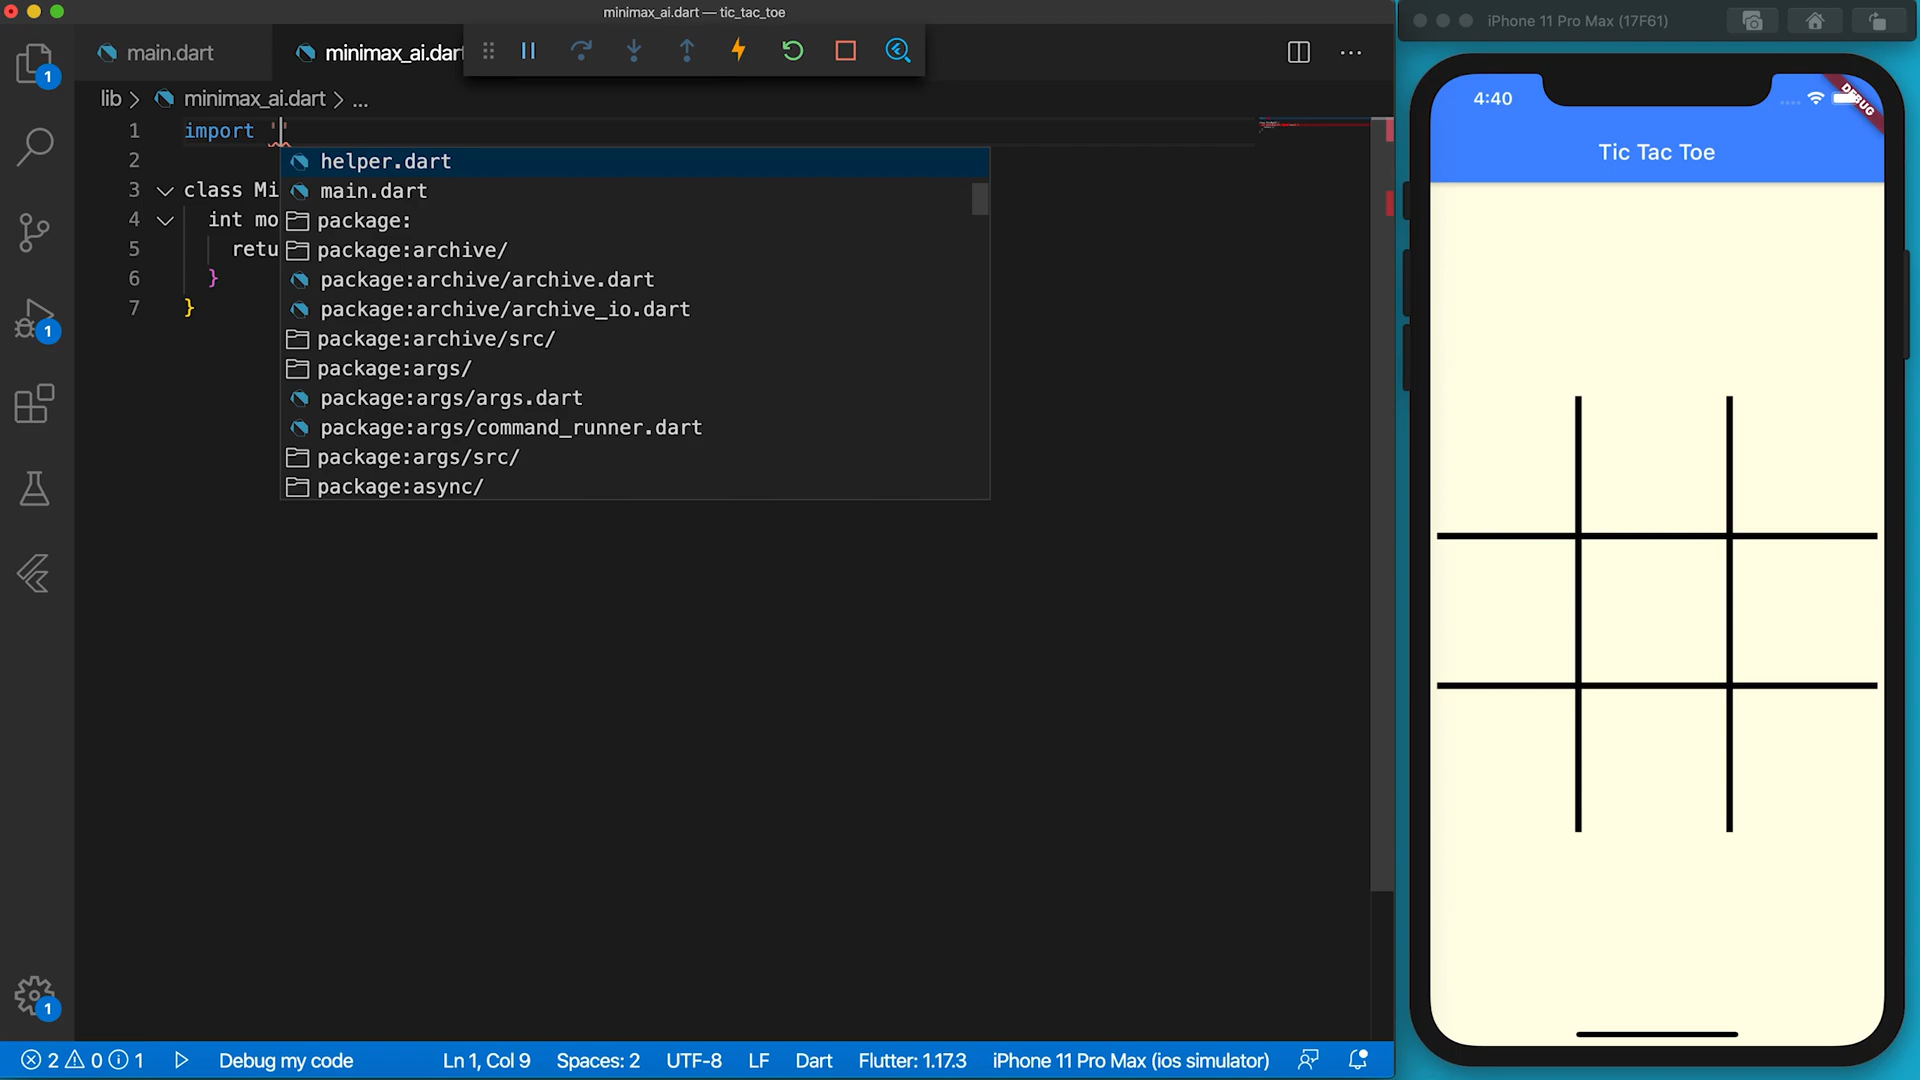 minimax_ai.dart — tic_tac_toe
iPhone 11 Pro Max (17F61)
1
main.dart
minimax_ai.dart
lib > minimax_ai.dart > ...
1 import ''
2
3 class Mi
4 int mo
5 retu
6 }
7 }
helper.dart
main.dart
package:
package:archive/
package:archive/archive.dart
package:archive/archive_io.dart
package:archive/src/
package:args/
package:args/args.dart
package:args/command_runner.dart
package:args/src/
package:async/
1
1
4:40
DEBUG
Tic Tac Toe
2 0 1 Debug my code Ln 1, Col 9 Spaces: 2 UTF-8 LF Dart Flutter: 1.17.3 iPhone 11 Pro Max (ios simulator)